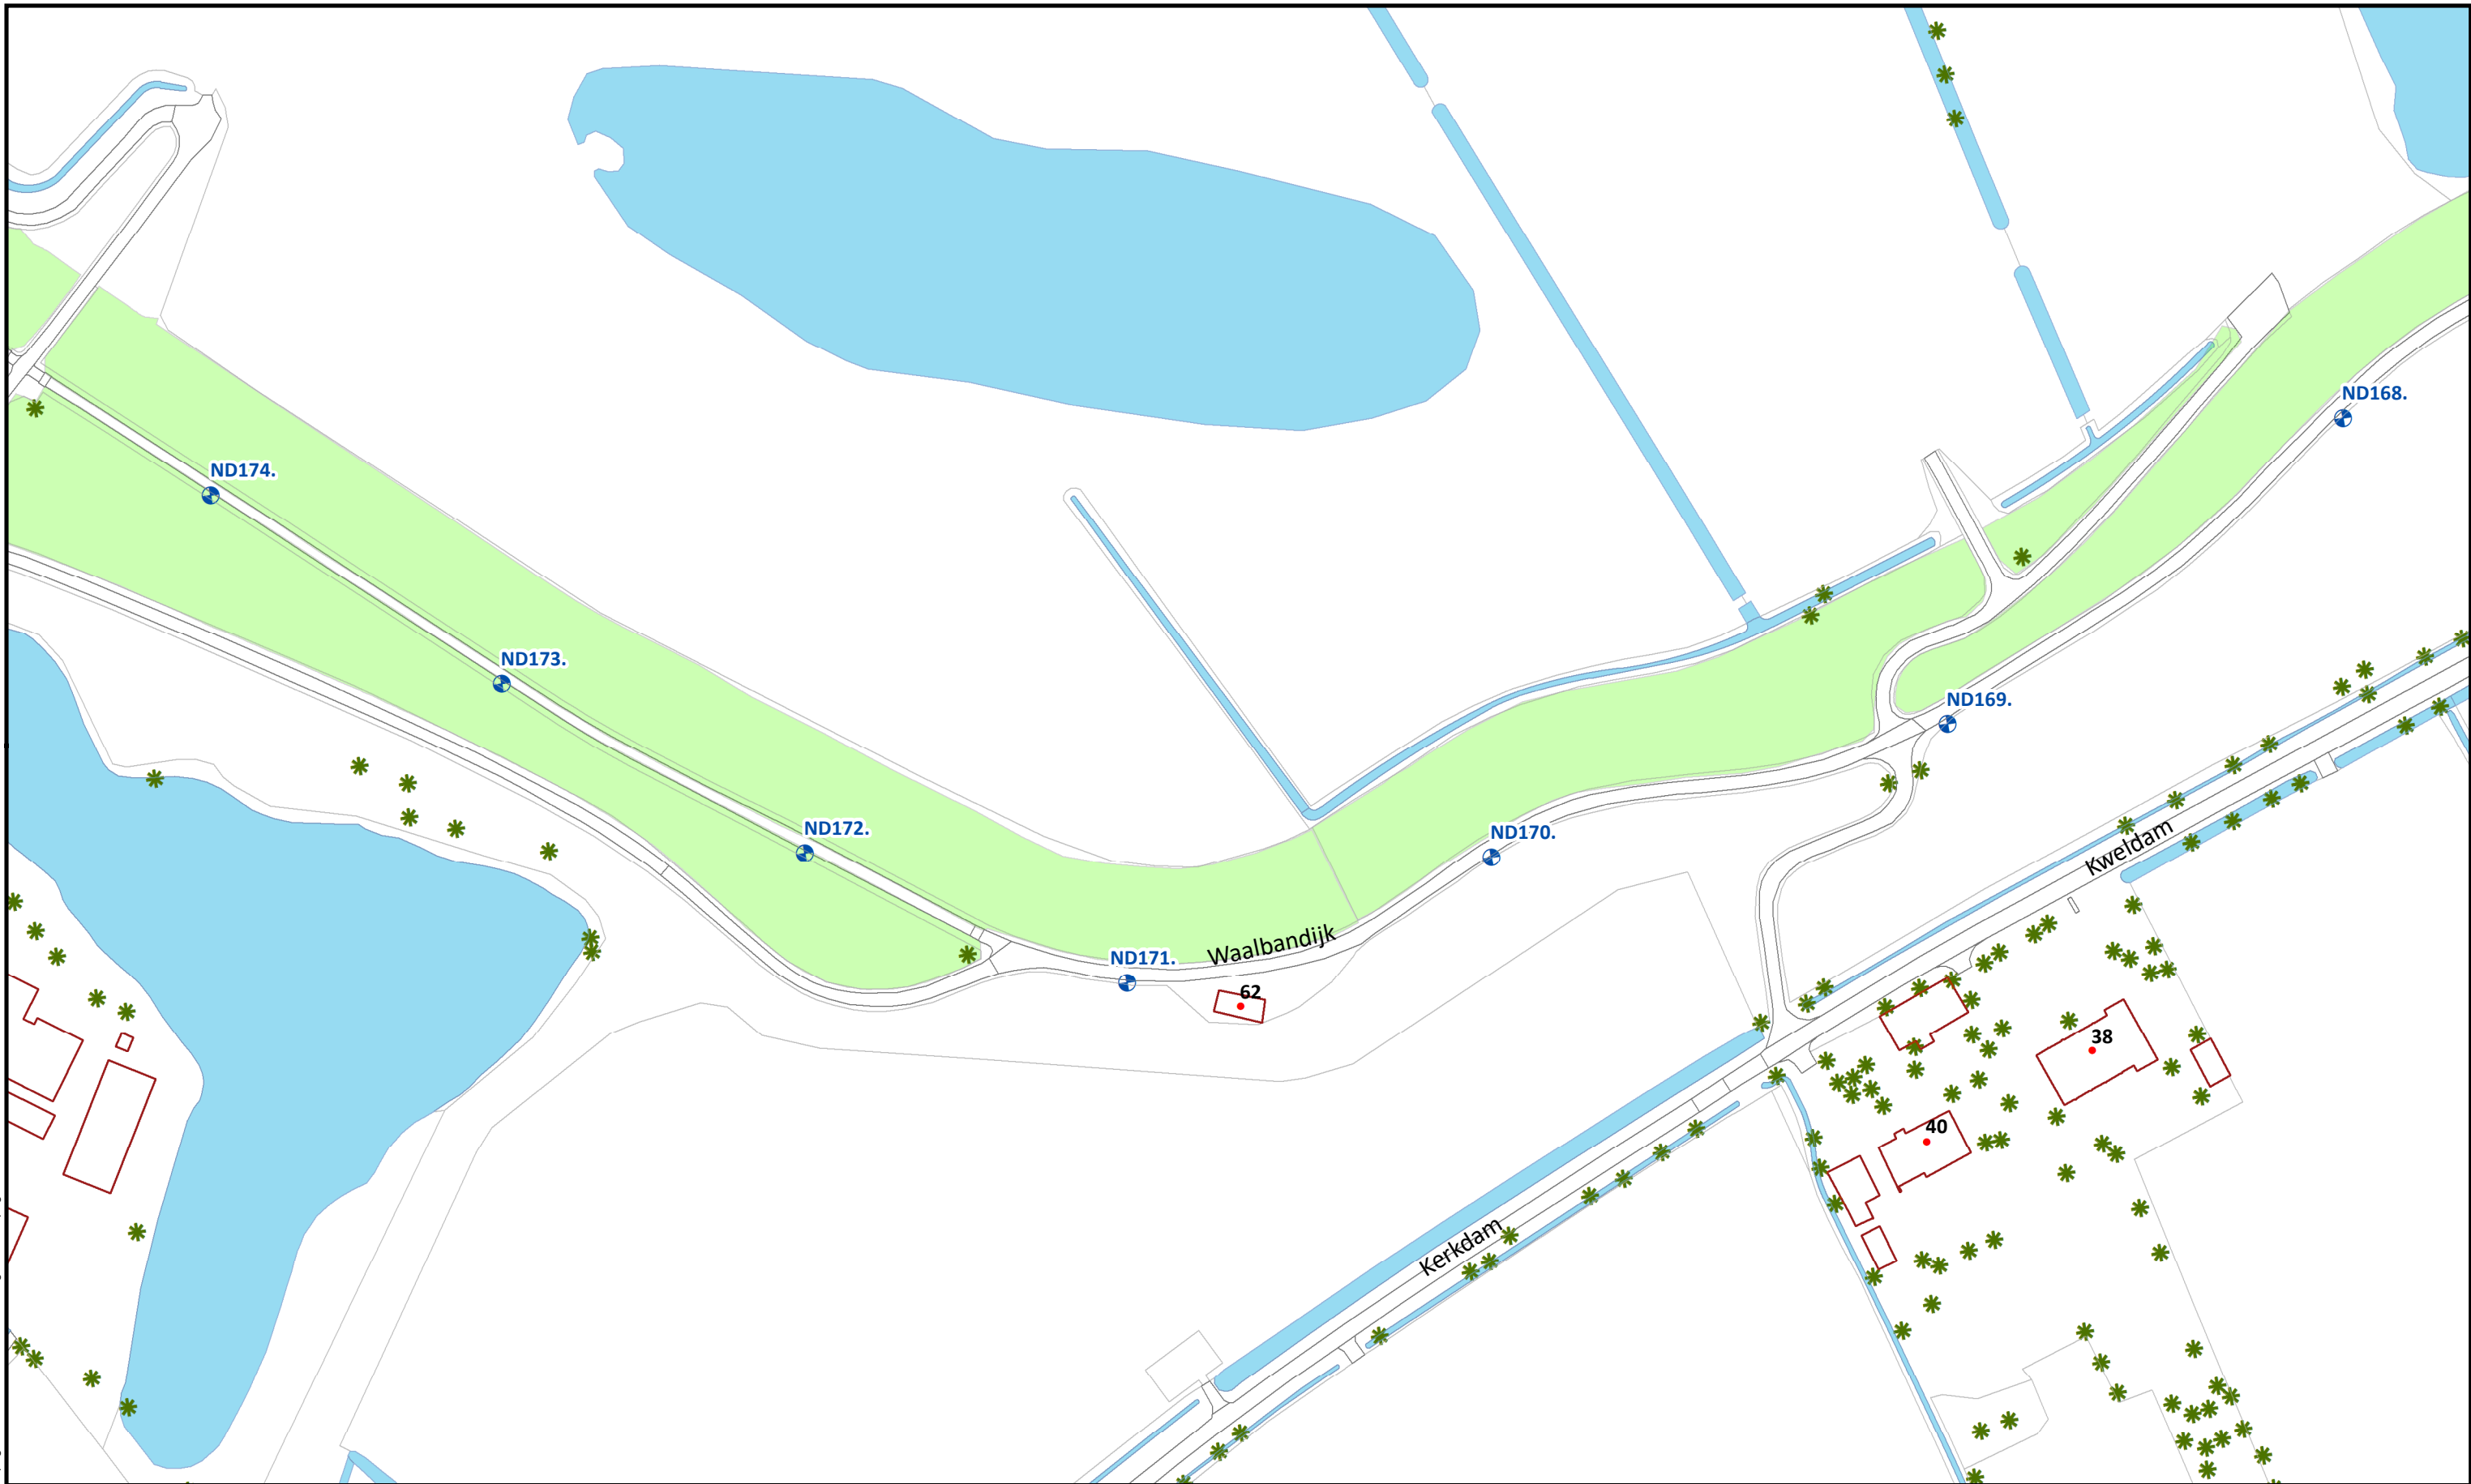 ND168.
ND174.
ND173.
ND169.
ND172.
ND170.
Kweldam
Waalbandijk
ND171.
62
38
40
Kerkdam